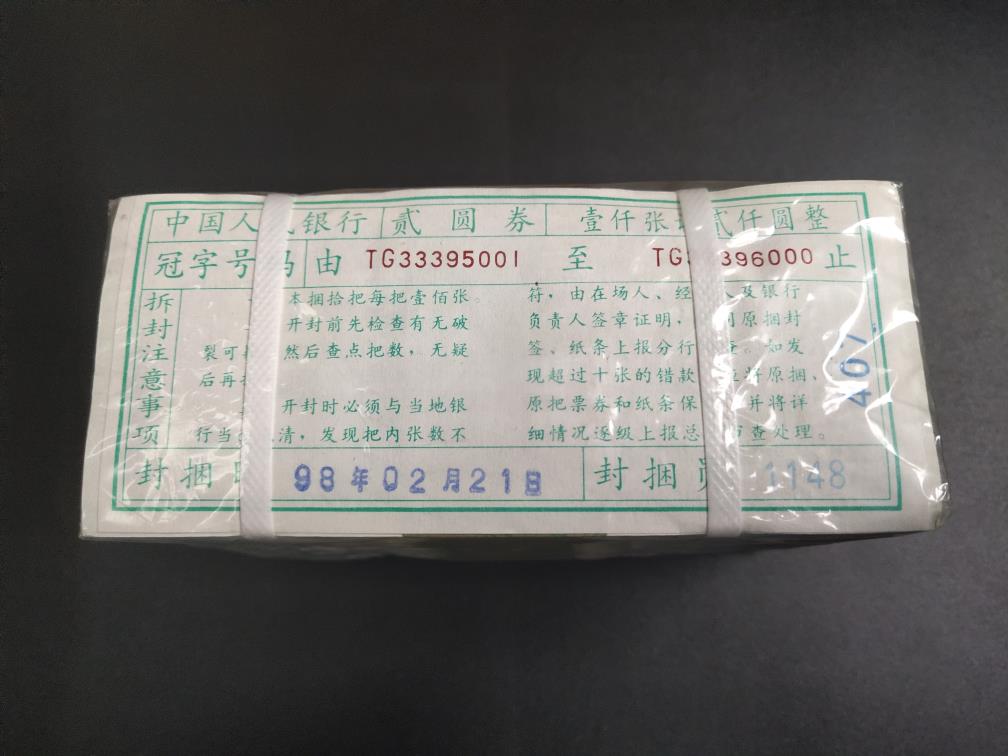 中国人 银行 贰圆券 壹仟张 贰仟圆整
冠字号码 由 TG33395001 至 TG3 396000 止
拆封注意事项
本捆拾把每把壹佰张。
开封前先检查有无破
裂可 然后查点把数，无疑
后再
开封时必须与当地银
行当 清，发现把内张数不
符，由在场人、经 人及银行
负责人签章证明， 同原捆封
签、纸条上报分行 查。如发
现超过十张的错款 将原捆、
原把票券和纸条保 并将详
细情况逐级上报总 审查处理。
467
封捆 98年02月21日 封捆员 1148